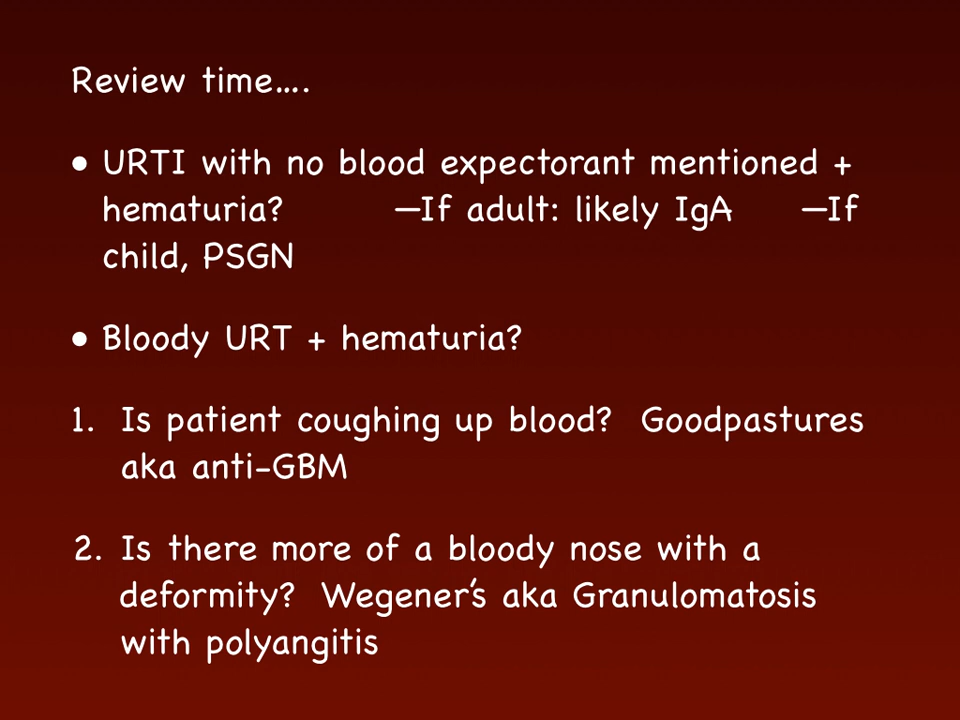 Review time….
• URTI with no blood expectorant mentioned +
hematuria? —If adult: likely IgA —If
child, PSGN
• Bloody URT + hematuria?
1. Is patient coughing up blood? Goodpastures
aka anti-GBM
2. Is there more of a bloody nose with a
deformity? Wegener's aka Granulomatosis
with polyangitis